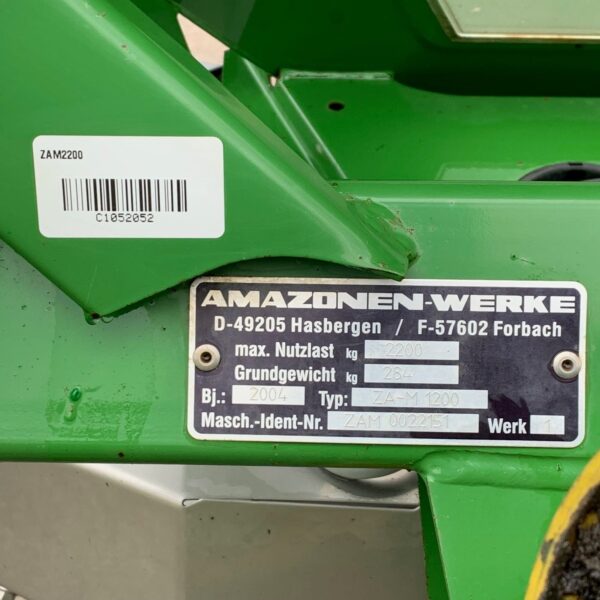 ZAM2200
C1052052
AMAZONEN-WERKE
D-49205 Hasbergen / F-57602 Forbach
max. Nutzlast kg 2200
Grundgewicht kg 284
Bj.: 2004 Typ: ZA-M 1200
Masch.-Ident-Nr. ZAM 0022151 Werk 1